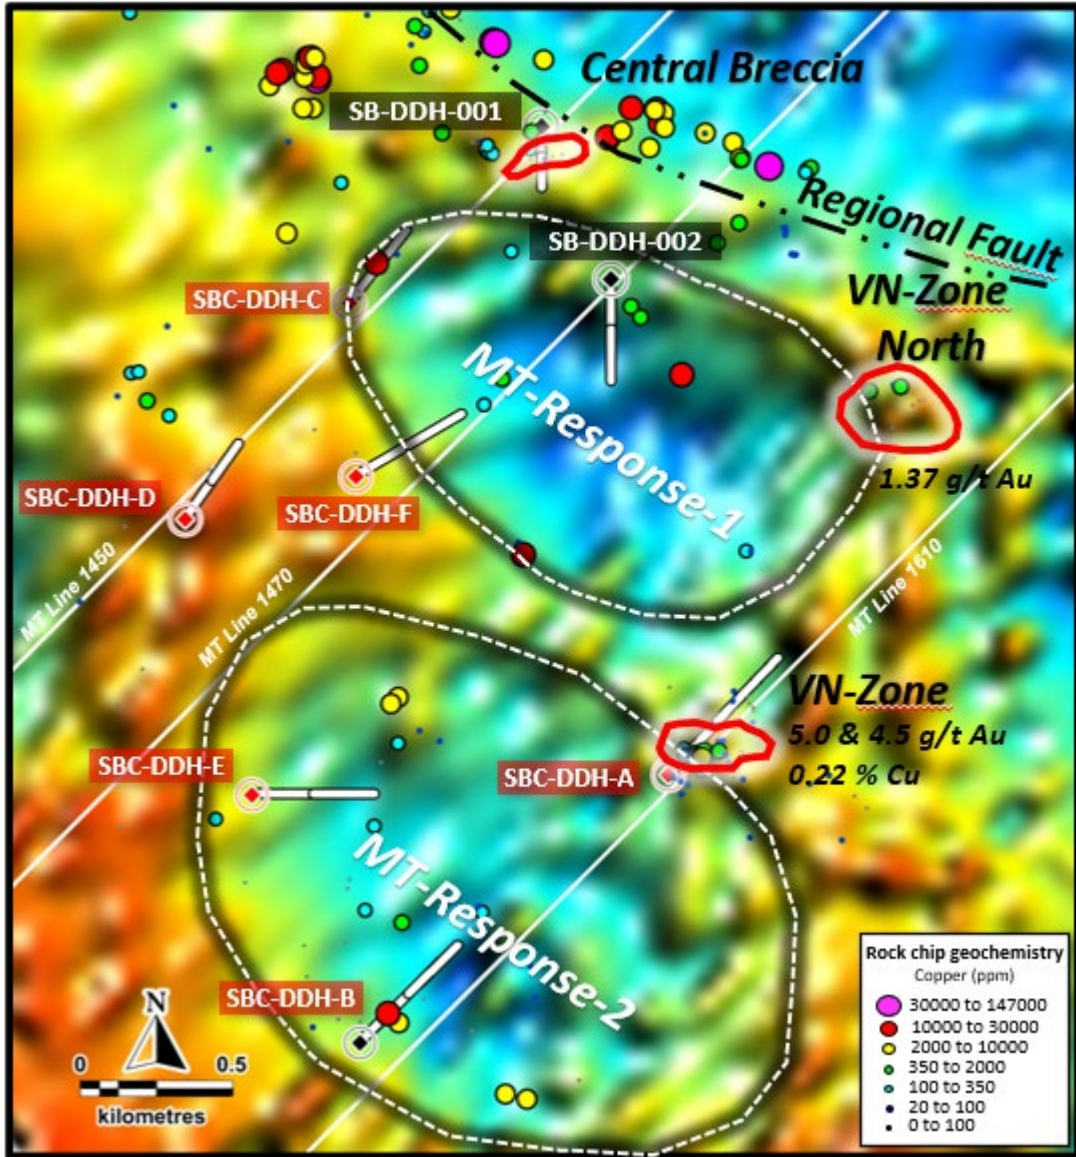 Central Breccia
SB-DDH-001
Regional Fault
SB-DDH-002
VN-Zone
North
SBC-DDH-C
MT-Response-1
1.37 g/t Au
SBC-DDH-D
SBC-DDH-F
MT Line 1450
MT Line 1470
MT Line 1610
VN-Zone
5.0 & 4.5 g/t Au
0.22 % Cu
SBC-DDH-E
SBC-DDH-A
MT-Response-2
SBC-DDH-B
N
0 0.5
kilometres
Rock chip geochemistry
Copper (ppm)
30000 to 147000
10000 to 30000
2000 to 10000
350 to 2000
100 to 350
20 to 100
0 to 100